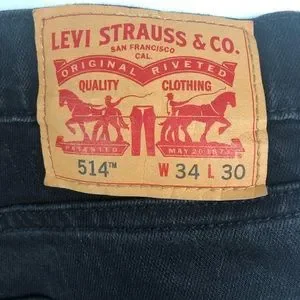 LEVI STRAUSS & CO.
SAN FRANCISCO
CAL.
ORIGINAL RIVETED
QUALITY CLOTHING
PATENTED MAY 20 1873
514™ W 34 L 30